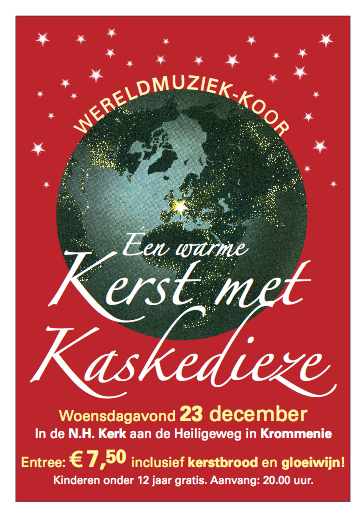 WERELDMUZIEK-KOOR
Een warme
Kerst met
Kaskedieze
Woensdagavond 23 december
In de N.H. Kerk aan de Heiligeweg in Krommenie
Entree: € 7,50 inclusief kerstbrood en gloeiwijn!
Kinderen onder 12 jaar gratis. Aanvang: 20.00 uur.